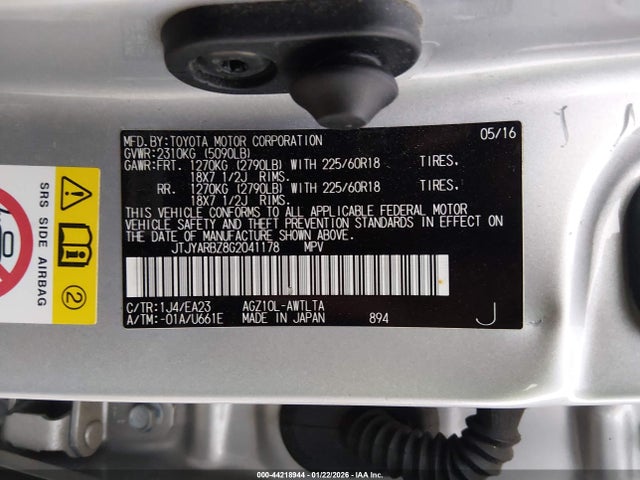 MFD.BY:TOYOTA MOTOR CORPORATION 05/16
GVWR:2310KG (5090LB)
GAWR:FRT. 1270KG (2790LB) WITH 225/60R18 TIRES.
18X7 1/2J RIMS.
RR. 1270KG (2790LB) WITH 225/60R18 TIRES.
18X7 1/2J RIMS.
THIS VEHICLE CONFORMS TO ALL APPLICABLE FEDERAL MOTOR
VEHICLE SAFETY AND THEFT PREVENTION STANDARDS IN
EFFECT ON THE DATE OF MANUFACTURE SHOWN ABOVE.
JTJYARBZ8G2041178 MPV
C/TR:1J4/EA23 AGZ10L-AWTLTA
A/TM:-01A/U661E MADE IN JAPAN 894 J
SRS SIDE AIRBAG
2
000-44218944 - 01/22/2026 - IAA Inc.